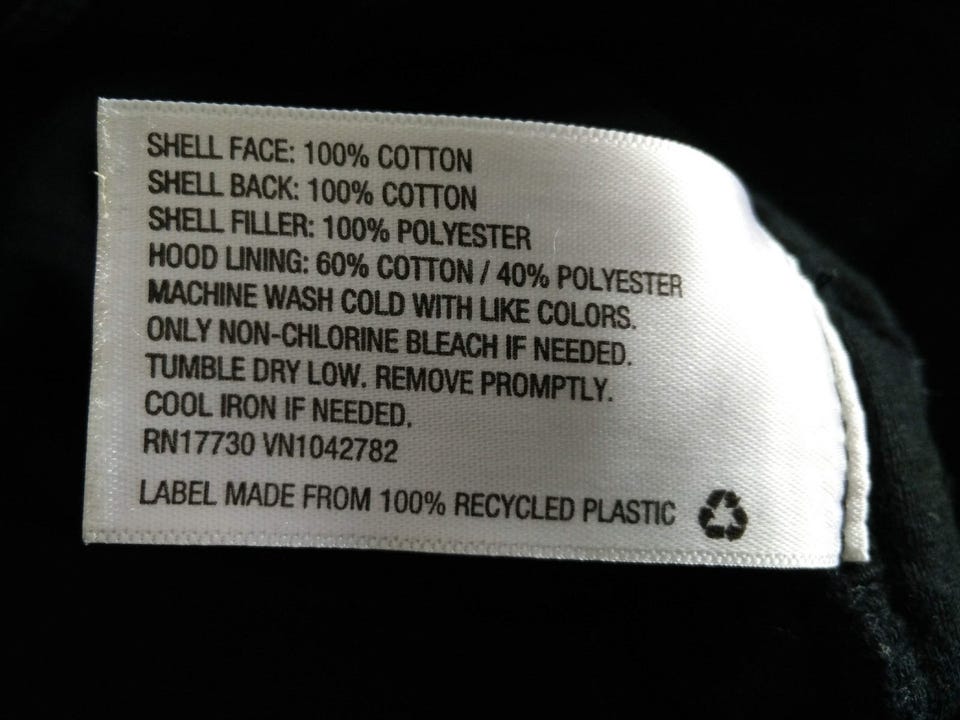 SHELL FACE: 100% COTTON
SHELL BACK: 100% COTTON
SHELL FILLER: 100% POLYESTER
HOOD LINING: 60% COTTON / 40% POLYESTER
MACHINE WASH COLD WITH LIKE COLORS.
ONLY NON-CHLORINE BLEACH IF NEEDED.
TUMBLE DRY LOW. REMOVE PROMPTLY.
COOL IRON IF NEEDED.
RN17730 VN1042782
LABEL MADE FROM 100% RECYCLED PLASTIC